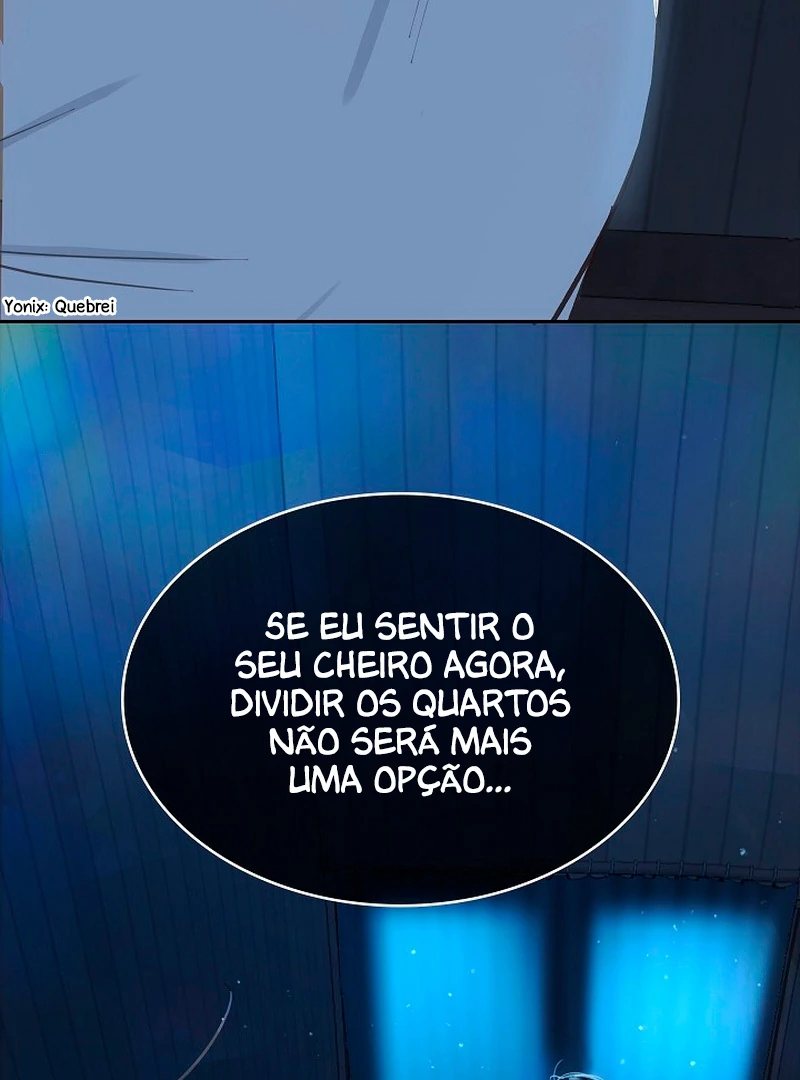 Yonix: Quebrei
SE EU SENTIR O
SEU CHEIRO AGORA,
DIVIDIR OS QUARTOS
NÃO SERÁ MAIS
UMA OPÇÃO...